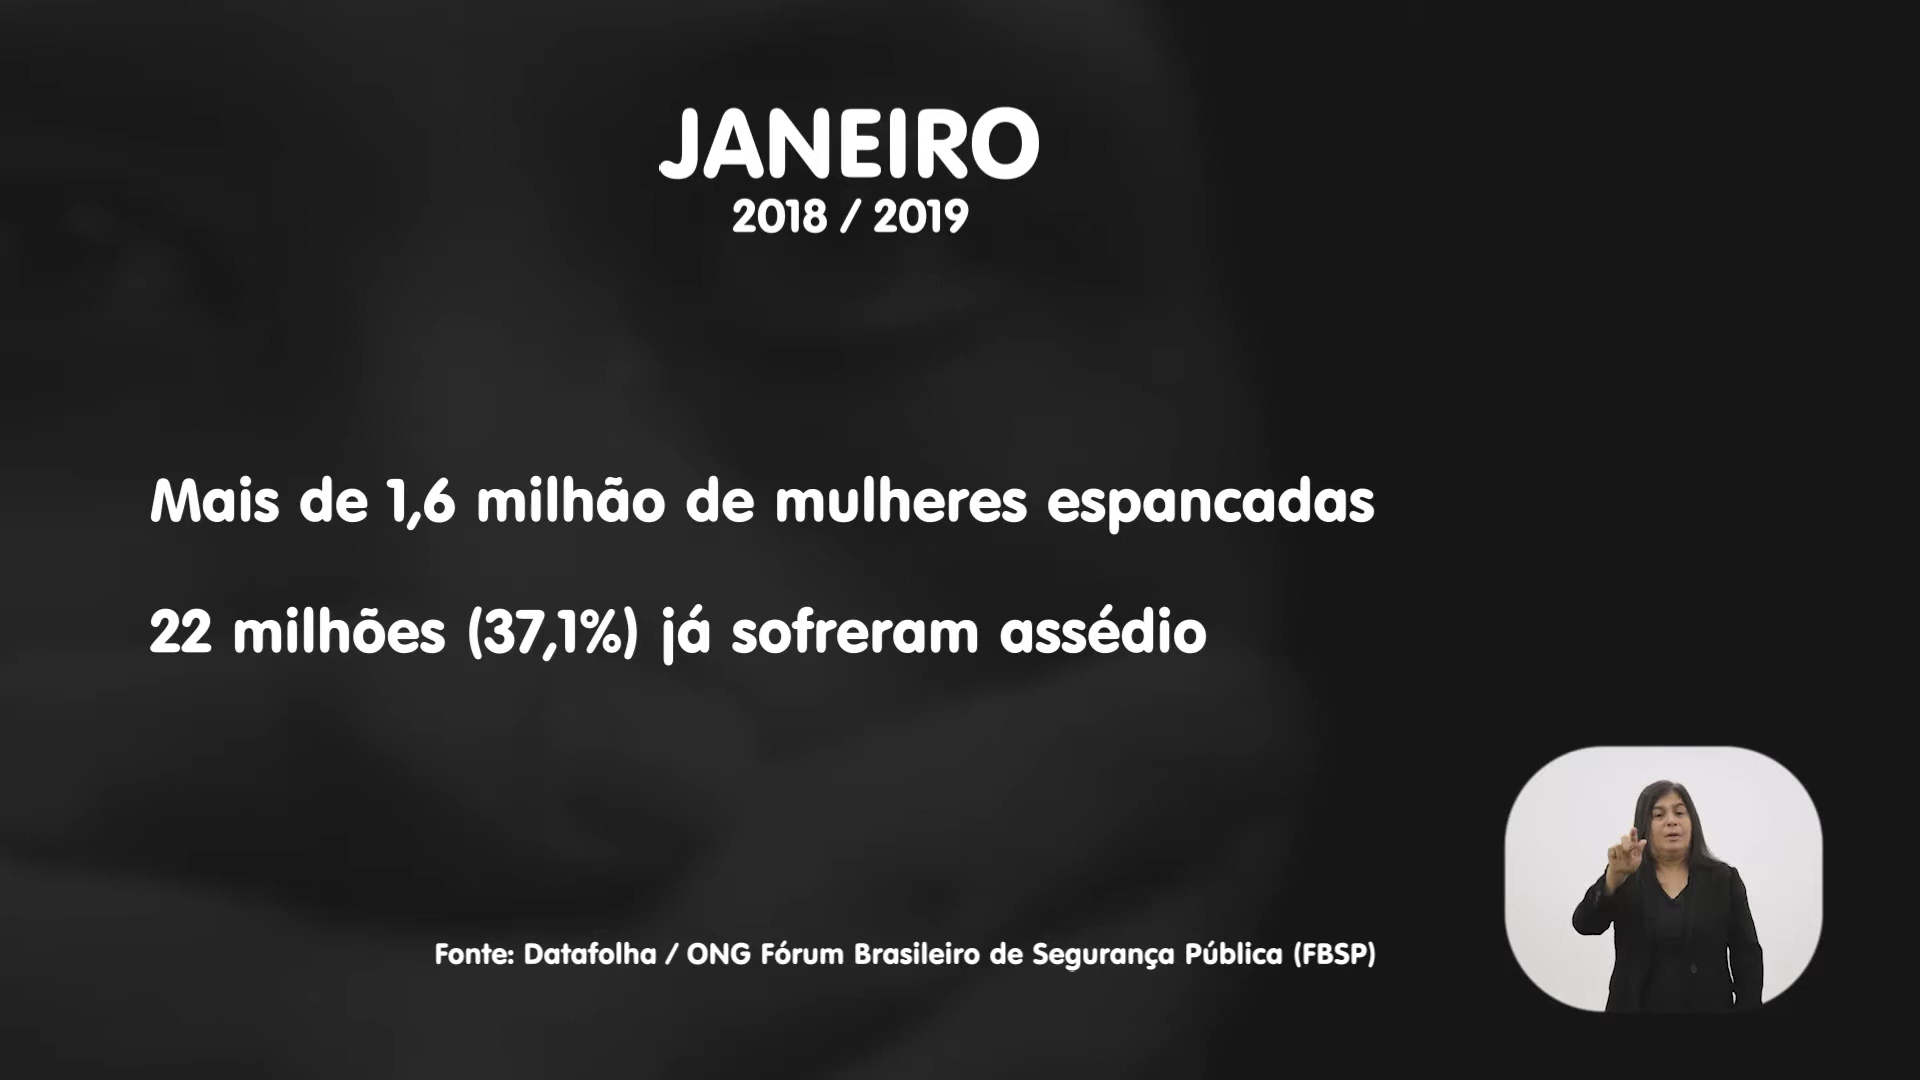 JANEIRO
2018 / 2019
Mais de 1,6 milhão de mulheres espancadas
22 milhões (37,1%) já sofreram assédio
Fonte: Datafolha / ONG Fórum Brasileiro de Segurança Pública (FBSP)